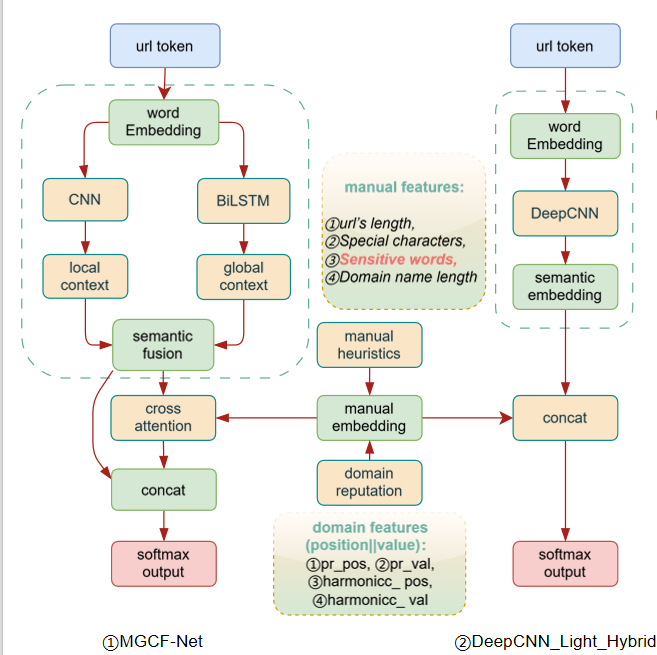 url token
word
Embedding
CNN
BiLSTM
local
context
global
context
semantic
fusion
cross
attention
concat
softmax
output
①MGCF-Net
manual features:
①url's length,
②Special characters,
③Sensitive words,
④Domain name length
manual
heuristics
manual
embedding
domain
reputation
domain features
(position||value):
①pr_pos, ②pr_val,
③harmonicc_ pos,
④harmonicc_ val
url token
word
Embedding
DeepCNN
semantic
embedding
concat
softmax
output
②DeepCNN_Light_Hybrid